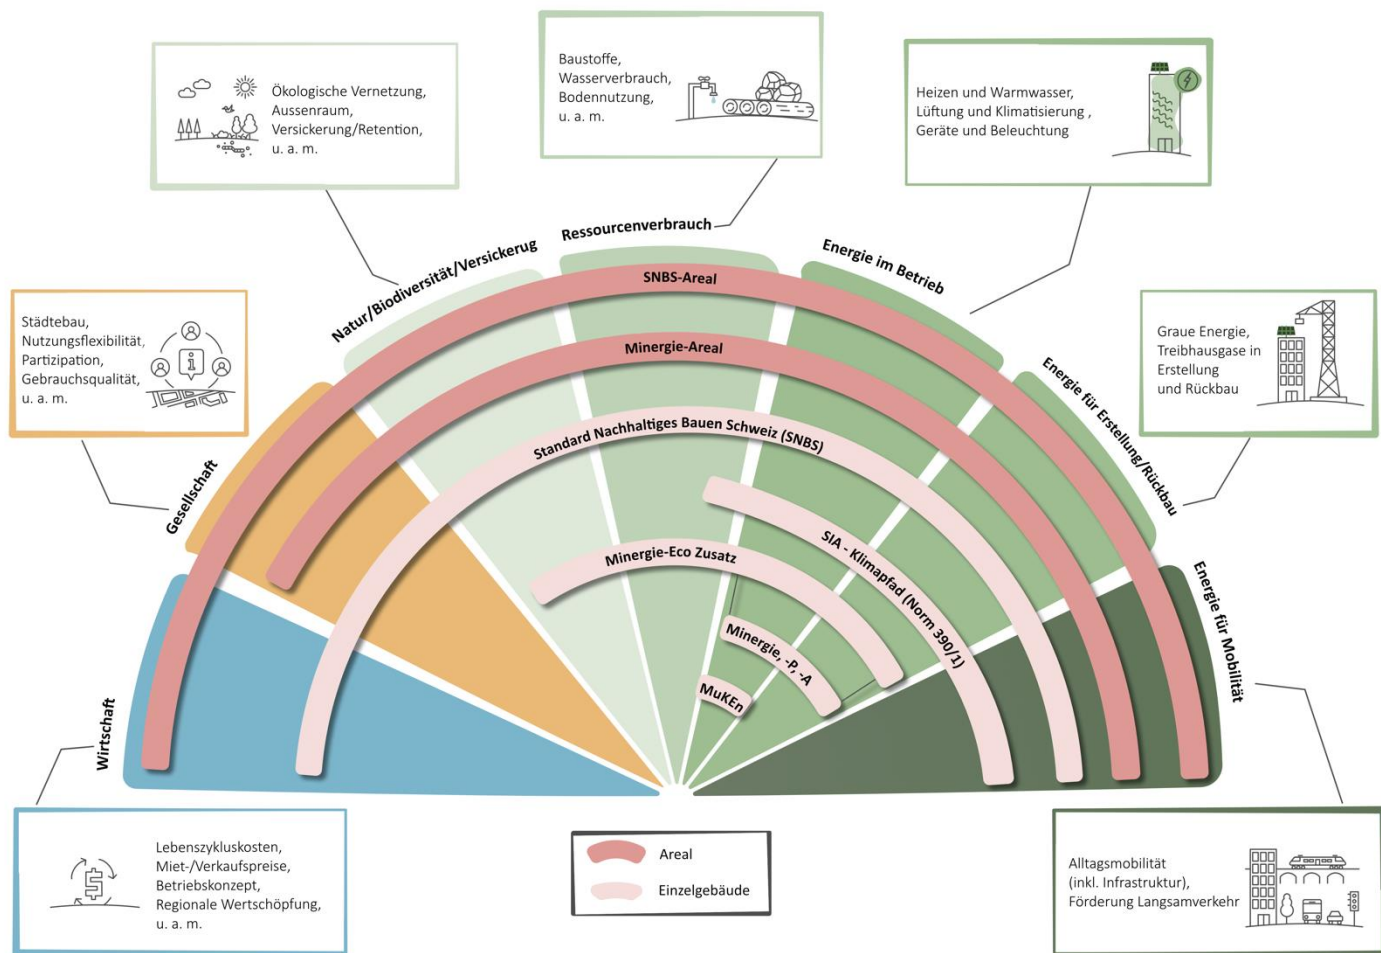 Ökologische Vernetzung,
Aussenraum,
Versickerung/Retention,
u. a. m.
Baustoffe,
Wasserverbrauch,
Bodennutzung,
u. a. m.
Heizen und Warmwasser,
Lüftung und Klimatisierung ,
Geräte und Beleuchtung
Städtebau,
Nutzungsflexibilität,
Partizipation,
Gebrauchsqualität,
u. a. m.
Graue Energie,
Treibhausgase in
Erstellung
und Rückbau
Wirtschaft
Gesellschaft
Natur/Biodiversität/Versickerug
Ressourcenverbrauch
Energie im Betrieb
Energie für Erstellung/Rückbau
Energie für Mobilität
SNBS-Areal
Minergie-Areal
Standard Nachhaltiges Bauen Schweiz (SNBS)
SIA - Klimapfad (Norm 390/1)
Minergie-Eco Zusatz
Minergie, -P, -A
MuKEn
Lebenszykluskosten,
Miet-/Verkaufspreise,
Betriebskonzept,
Regionale Wertschöpfung,
u. a. m.
Areal
Einzelgebäude
Alltagsmobilität
(inkl. Infrastruktur),
Förderung Langsamverkehr